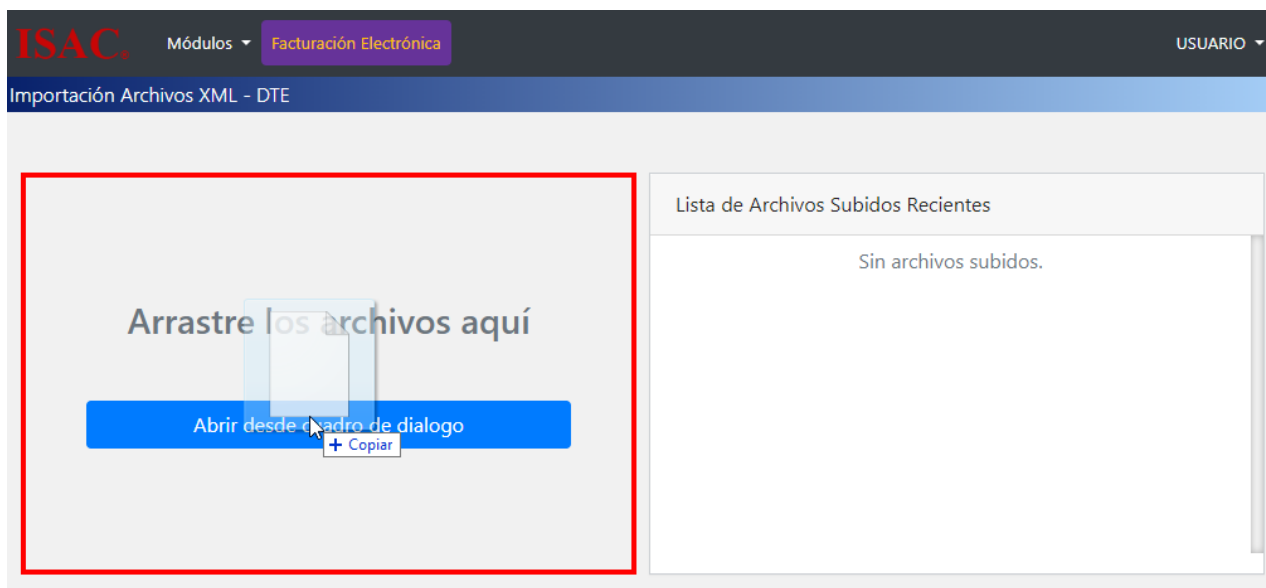 ISAC® Módulos Facturación Electrónica USUARIO
Importación Archivos XML - DTE
Arrastre los archivos aquí
Abrir desde cuadro de dialogo
+ Copiar
Lista de Archivos Subidos Recientes
Sin archivos subidos.